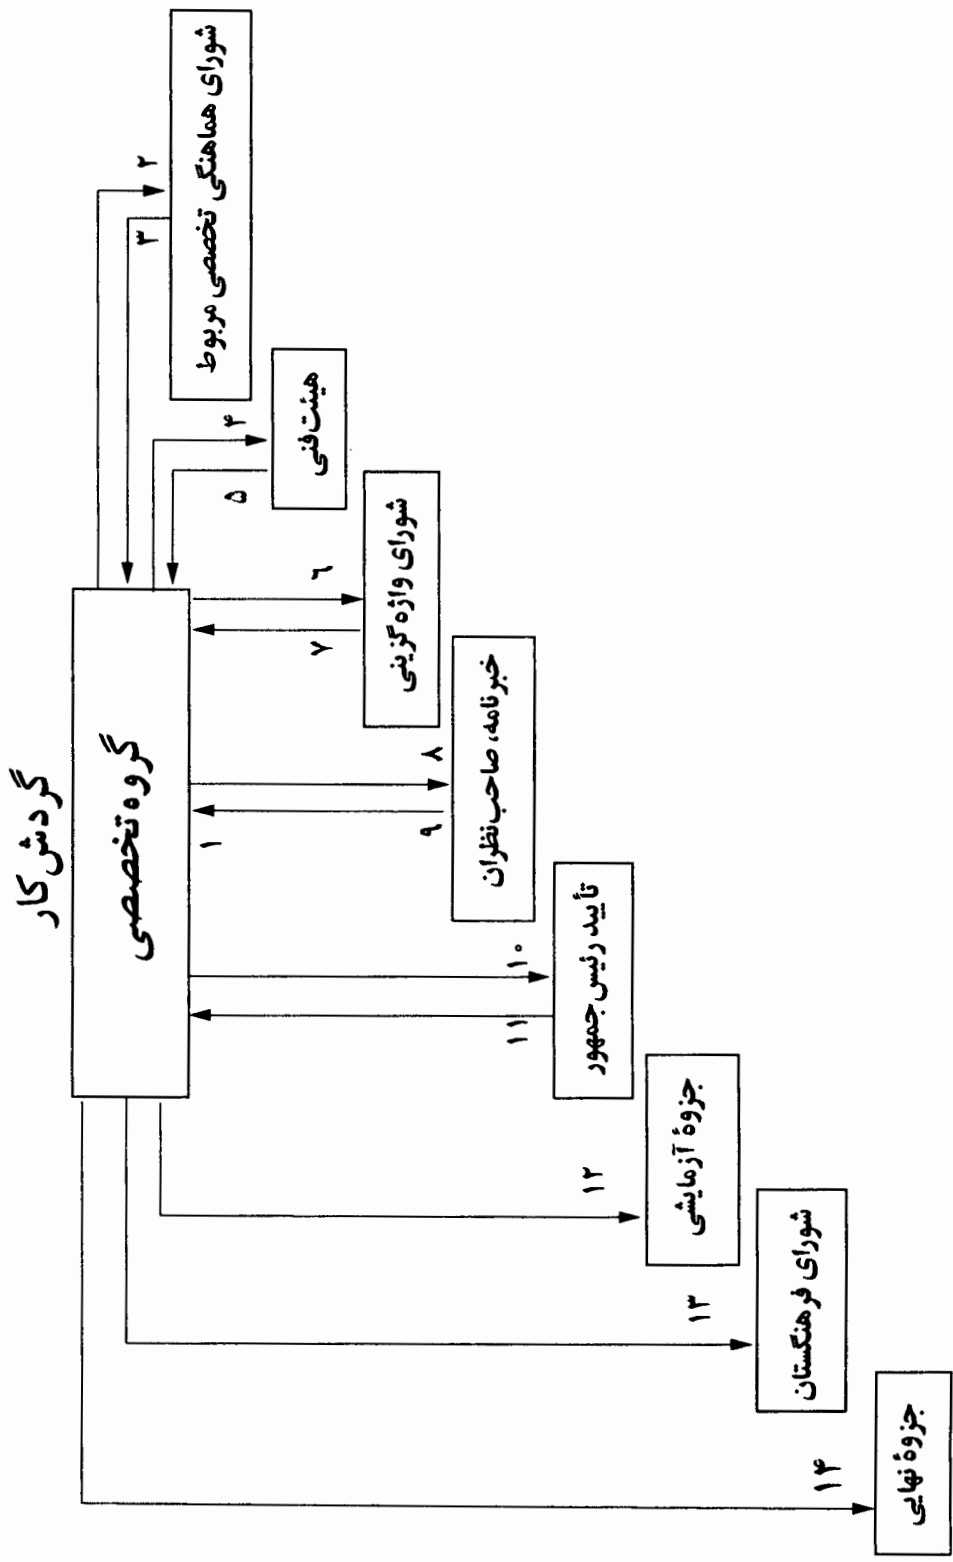 گردش کار
گروه تخصصی
۱
۲
۳
شورای هماهنگی تخصصی مربوط
۴
۵
هیئت فنی
۶
۷
شورای واژه‌گزینی
۸
۹
خبرنامه، صاحب‌نظران
۱۰
۱۱
تأیید رئیس جمهور
۱۲
جزوهٔ آزمایشی
۱۳
شورای فرهنگستان
۱۴
جزوهٔ نهایی